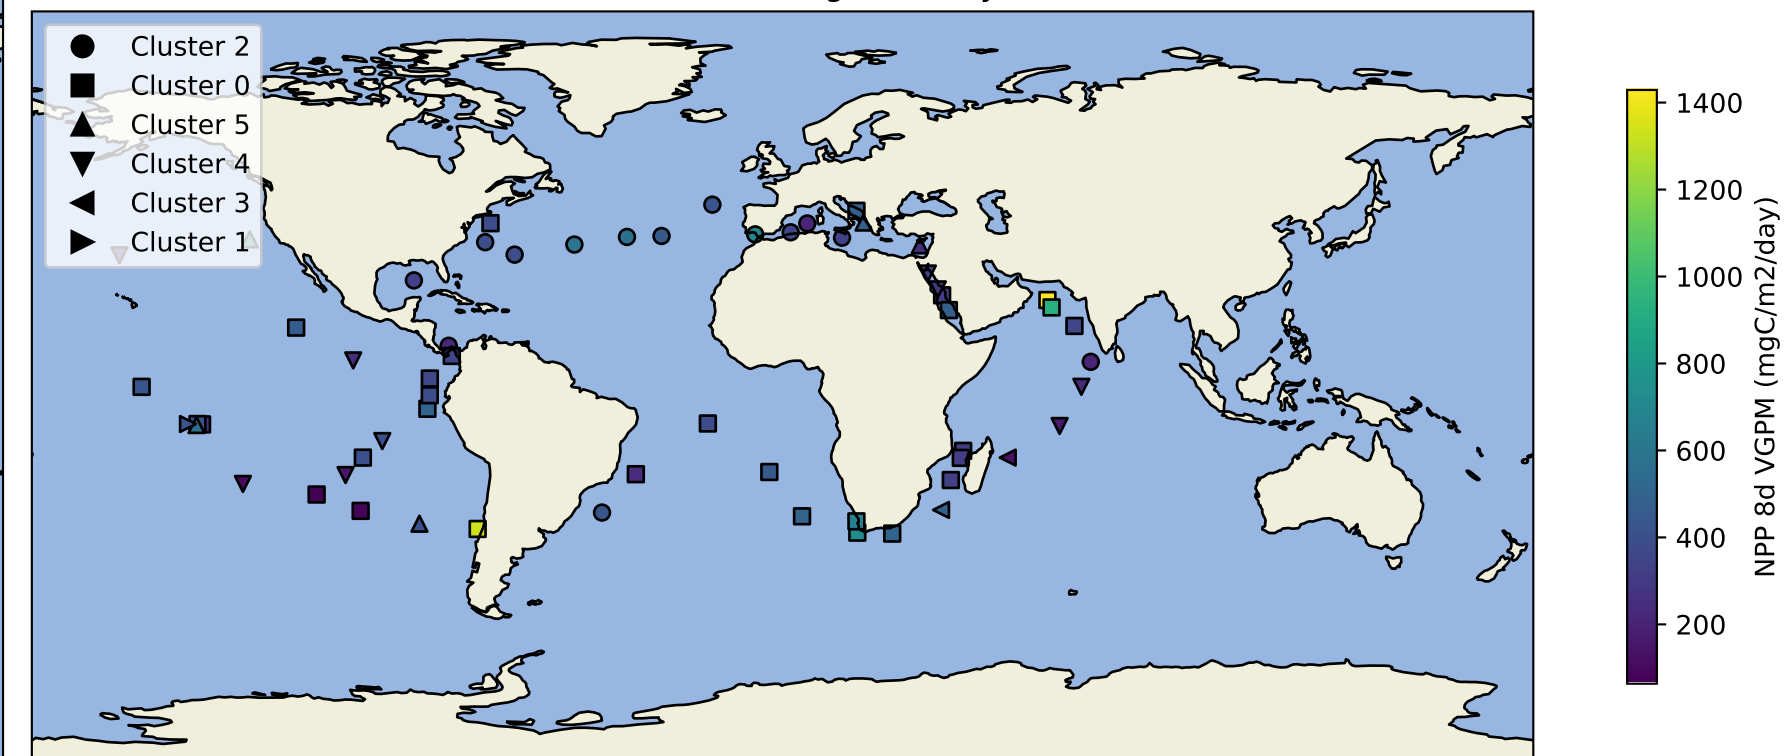 Cluster 2
Cluster 0
Cluster 5
Cluster 4
Cluster 3
Cluster 1
1400
1200
1000
800
600
400
200
NPP 8d VGPM (mgC/m2/day)